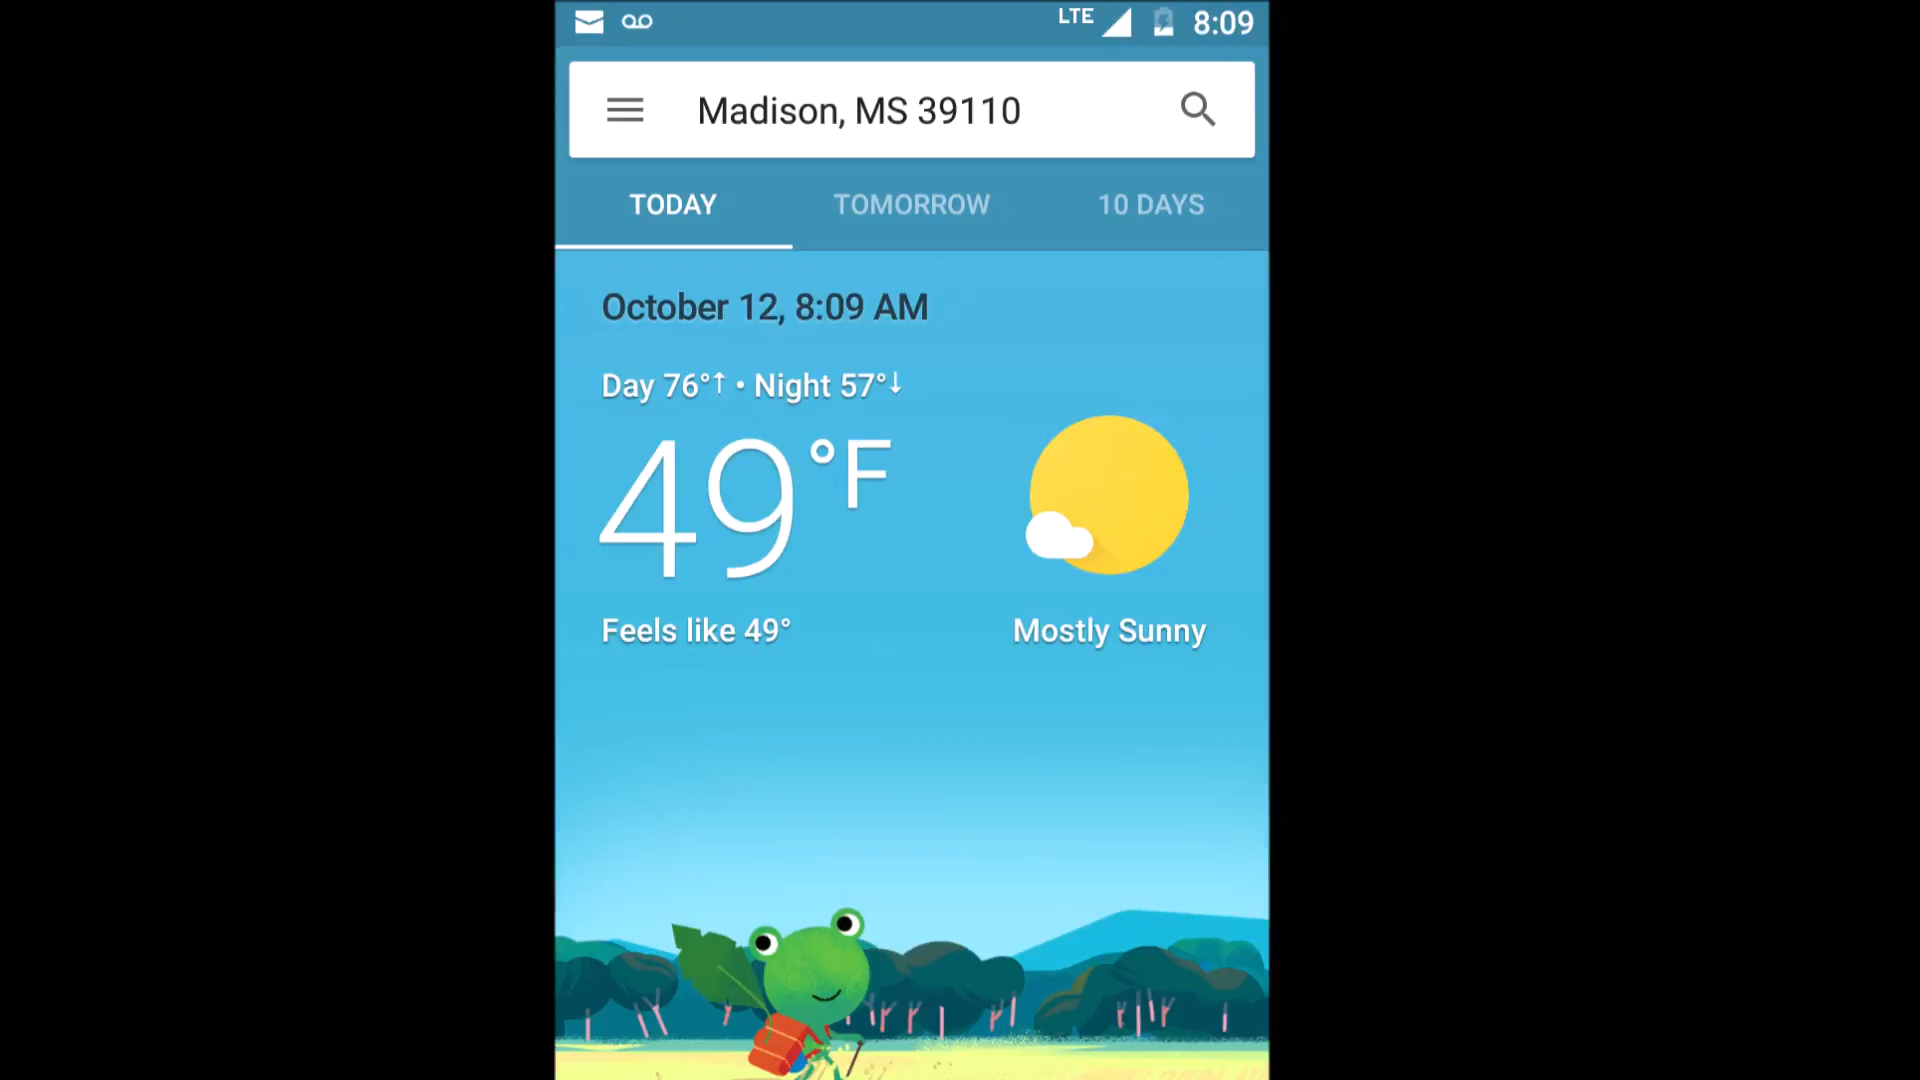 LTE 8:09
Madison, MS 39110
TODAY TOMORROW 10 DAYS
October 12, 8:09 AM
Day 76°↑ • Night 57°↓
49°F
Feels like 49° Mostly Sunny